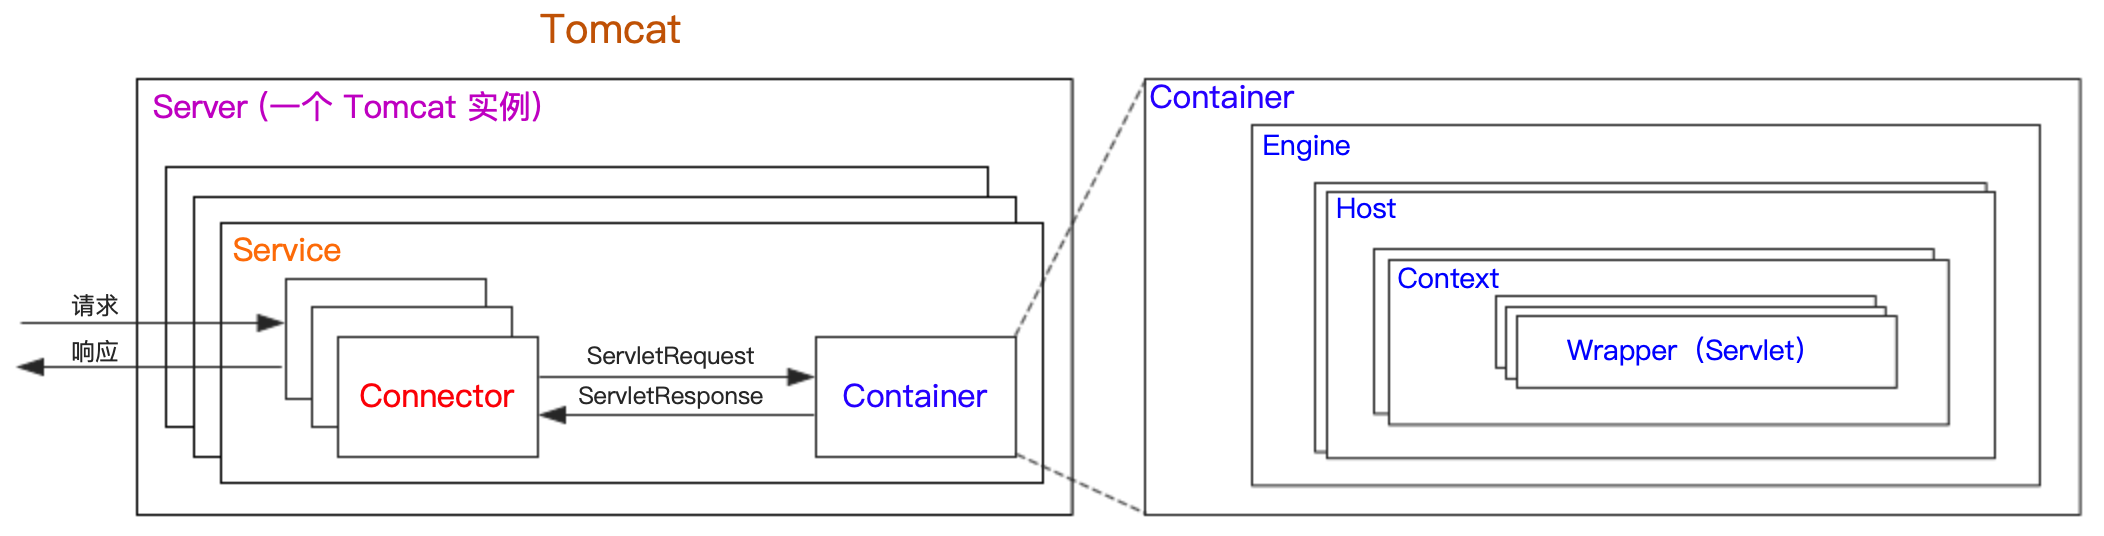 Tomcat
Server (一个 Tomcat 实例)
Service
请求
响应
Connector
ServletRequest
ServletResponse
Container
Container
Engine
Host
Context
Wrapper（Servlet）